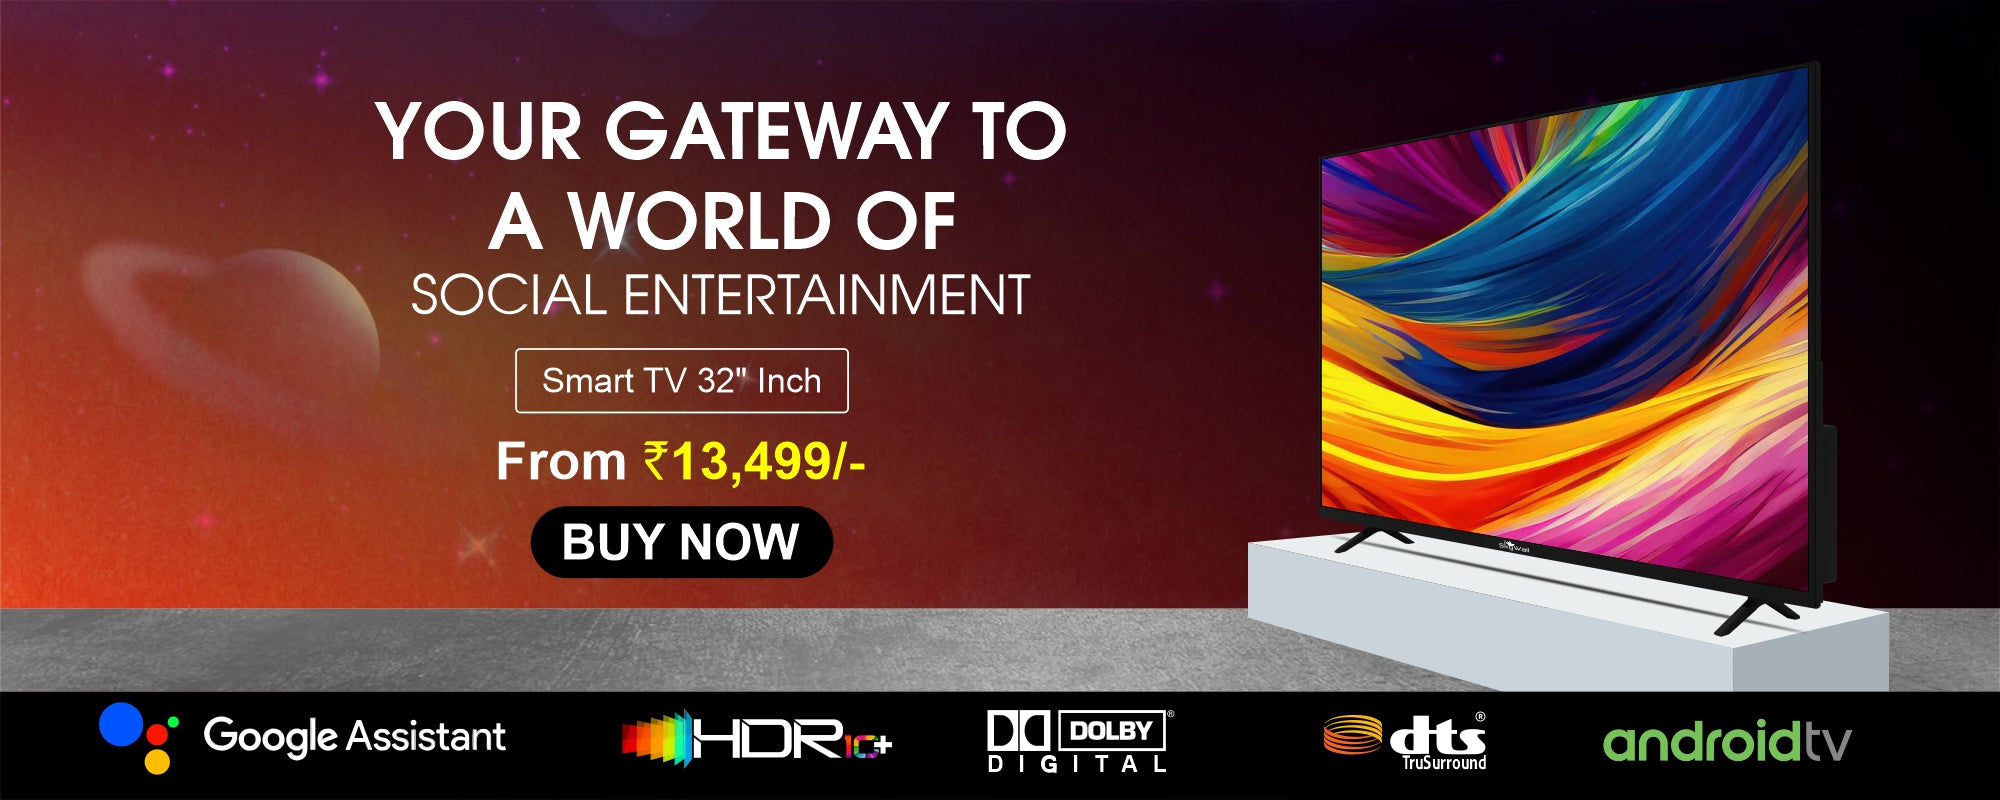 YOUR GATEWAY TO
A WORLD OF
SOCIAL ENTERTAINMENT
Smart TV 32" Inch
From ₹13,499/-
BUY NOW
SkyWall
Google Assistant
HDR10+
DOLBY®
DIGITAL
dts®
TruSurround
androidtv